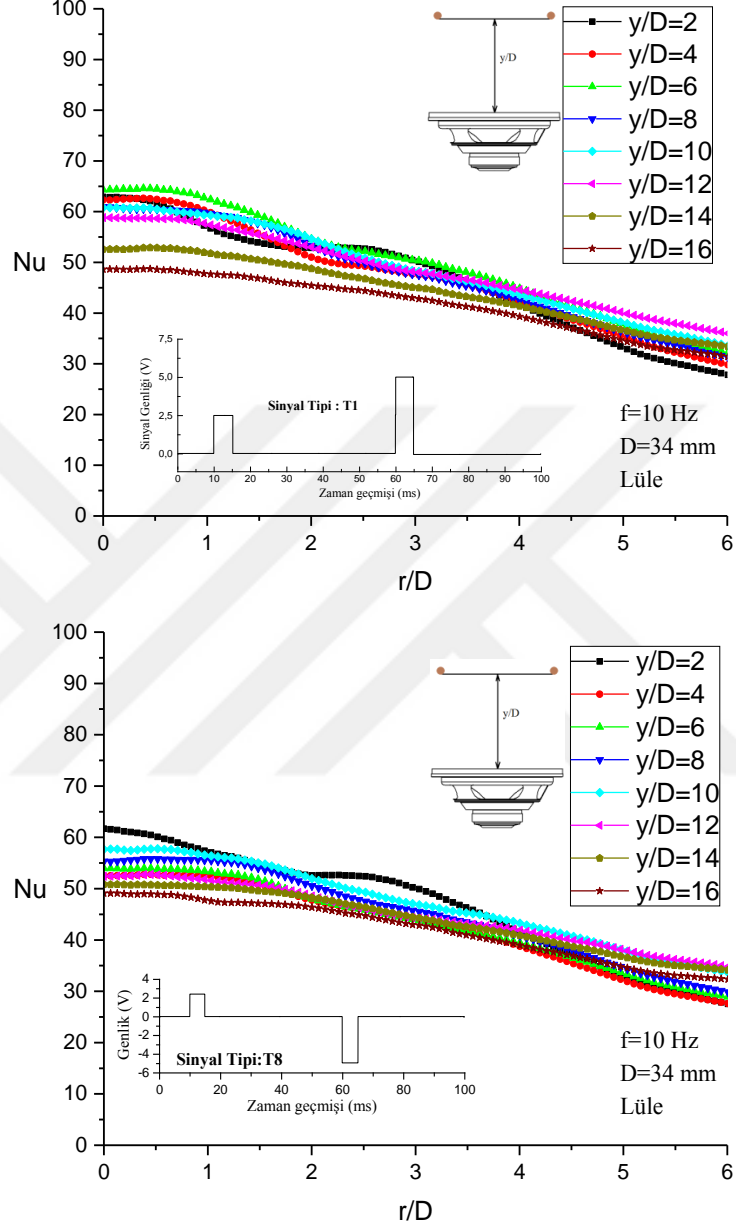 100
90
80
70
60
50
40
30
20
10
0
Nu
0 1 2 3 4 5 6
r/D
y/D
y/D=2
y/D=4
y/D=6
y/D=8
y/D=10
y/D=12
y/D=14
y/D=16
7,5
5,0
2,5
0,0
Sinyal Genliği (V)
Sinyal Tipi : T1
0 10 20 30 40 50 60 70 80 90 100
Zaman geçmişi (ms)
f=10 Hz
D=34 mm
Lüle
100
90
80
70
60
50
40
30
20
10
0
Nu
0 1 2 3 4 5 6
r/D
y/D
y/D=2
y/D=4
y/D=6
y/D=8
y/D=10
y/D=12
y/D=14
y/D=16
4
2
0
-2
-4
-6
Genlik (V)
Sinyal Tipi:T8
0 20 40 60 80 100
Zaman geçmişi (ms)
f=10 Hz
D=34 mm
Lüle